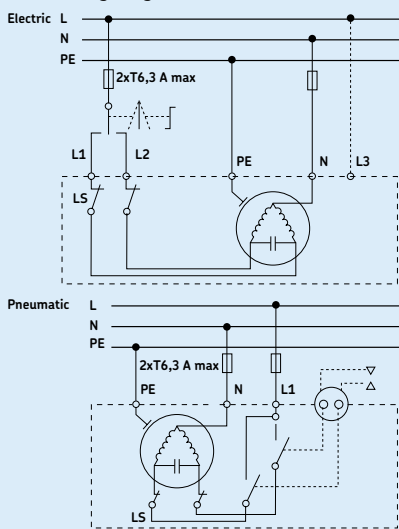 Electric L
N
PE
2xT6,3 A max
L1 L2 PE N L3
LS
Pneumatic L
N
PE
2xT6,3 A max
PE N L1
LS